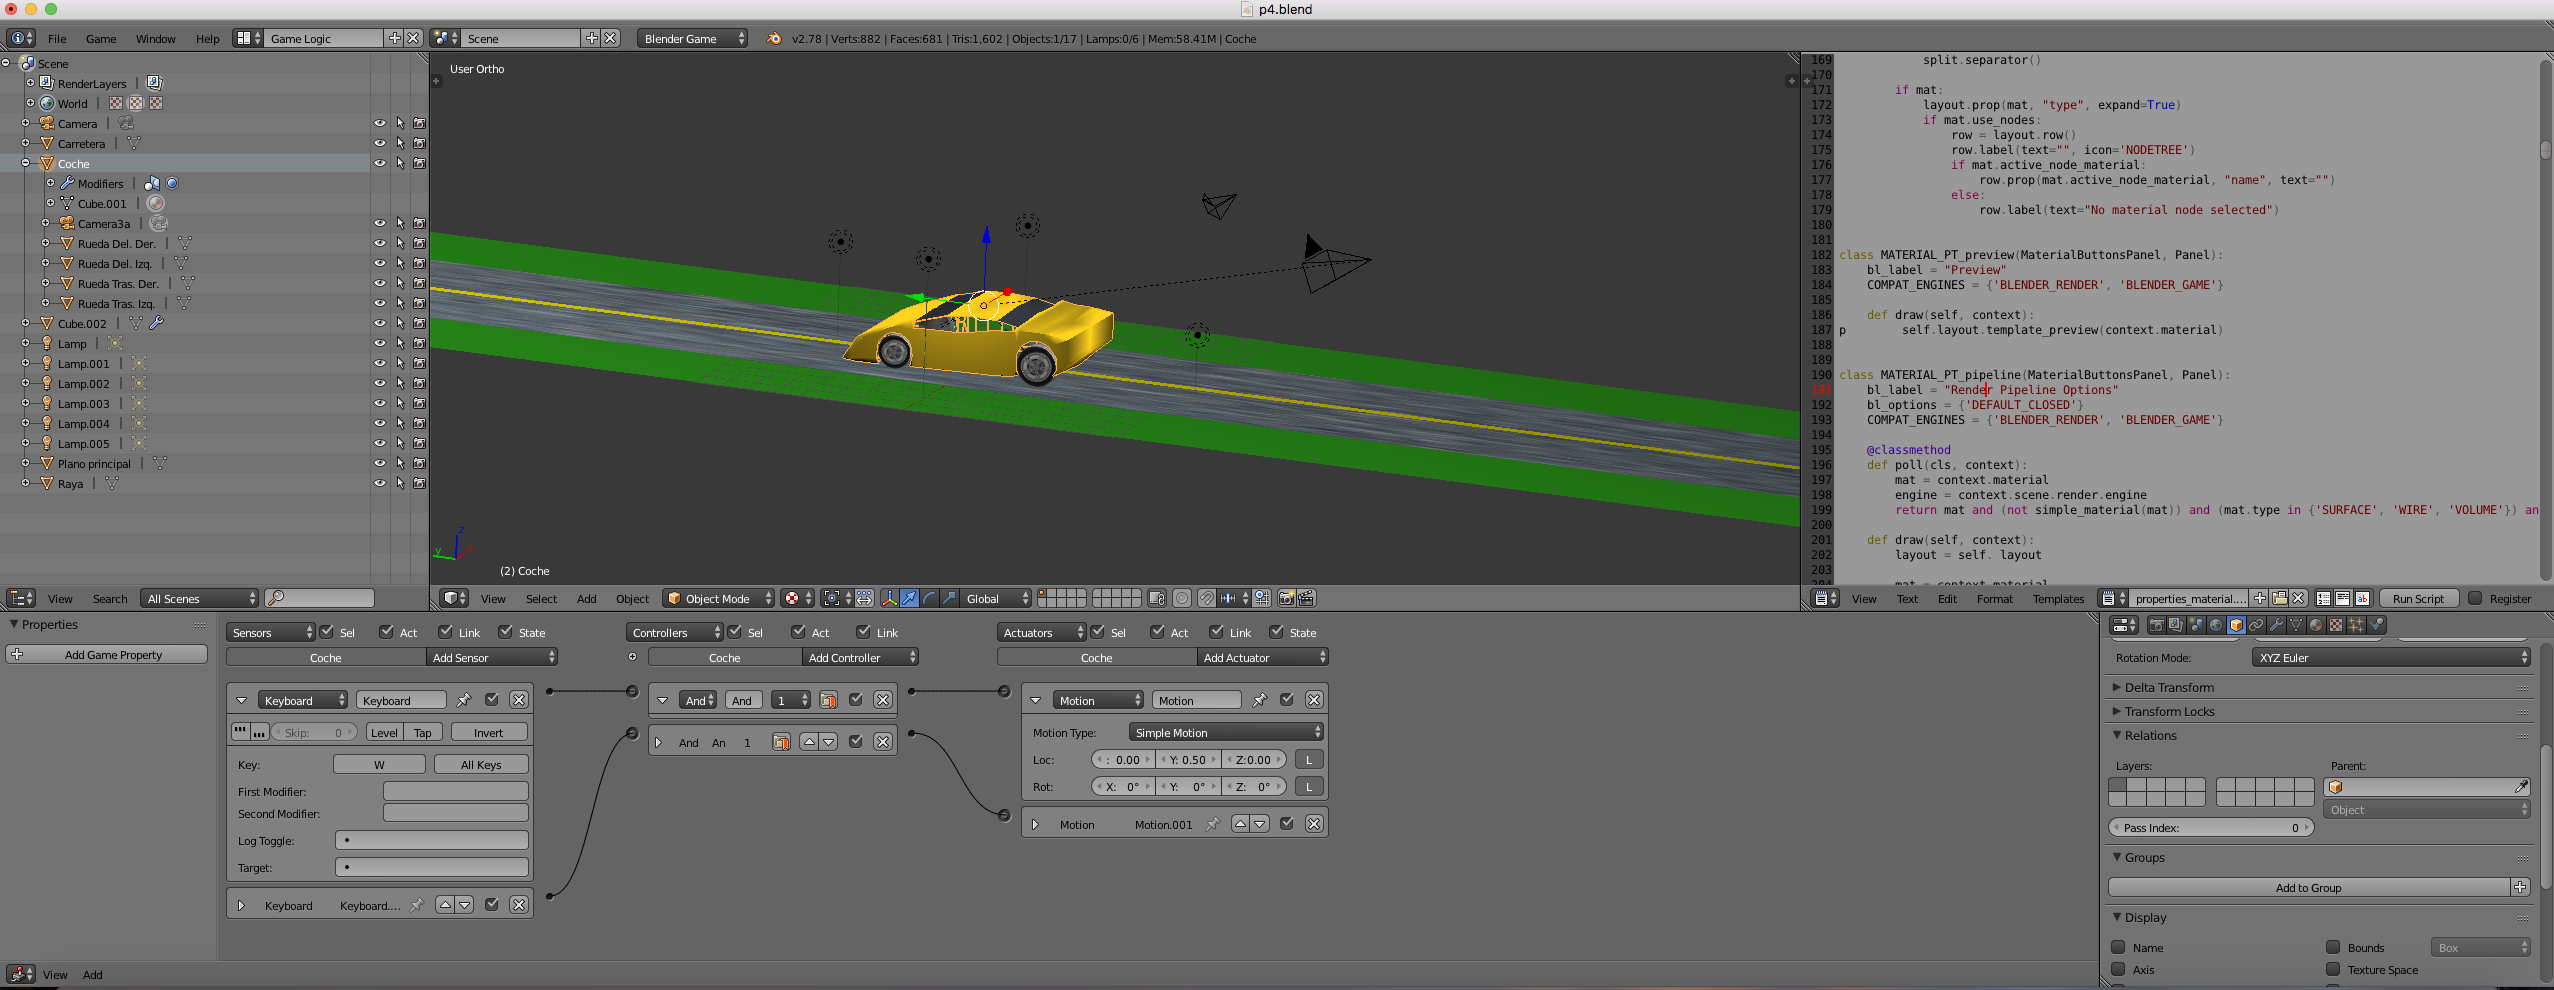 p4.blend
File Game Window Help Game Logic Scene Blender Game v2.78 | Verts:882 | Faces:681 | Tris:1,602 | Objects:1/17 | Lamps:0/6 | Mem:58.41M | Coche
Scene
RenderLayers
World
Camera
Carretera
Coche
Modifiers
Cube.001
Camera3a
Rueda Del. Der.
Rueda Del. Izq.
Rueda Tras. Der.
Rueda Tras. Izq.
Cube.002
Lamp
Lamp.001
Lamp.002
Lamp.003
Lamp.004
Lamp.005
Plano principal
Raya
View Search All Scenes
User Ortho
z
y x
(2) Coche
View Select Add Object Object Mode Global
169 split.separator()
170
171 if mat:
172 layout.prop(mat, "type", expand=True)
173 if mat.use_nodes:
174 row = layout.row()
175 row.label(text="", icon='NODETREE')
176 if mat.active_node_material:
177 row.prop(mat.active_node_material, "name", text="")
178 else:
179 row.label(text="No material node selected")
180
181
182 class MATERIAL_PT_preview(MaterialButtonsPanel, Panel):
183 bl_label = "Preview"
184 COMPAT_ENGINES = {'BLENDER_RENDER', 'BLENDER_GAME'}
185
186 def draw(self, context):
187 p self.layout.template_preview(context.material)
188
189
190 class MATERIAL_PT_pipeline(MaterialButtonsPanel, Panel):
191 bl_label = "Render Pipeline Options"
192 bl_options = {'DEFAULT_CLOSED'}
193 COMPAT_ENGINES = {'BLENDER_RENDER', 'BLENDER_GAME'}
194
195 @classmethod
196 def poll(cls, context):
197 mat = context.material
198 engine = context.scene.render.engine
199 return mat and (not simple_material(mat)) and (mat.type in {'SURFACE', 'WIRE', 'VOLUME'}) an
200
201 def draw(self, context):
202 layout = self. layout
203
204 mat = context.material
View Text Edit Format Templates properties_material.... Run Script Register
Properties
Add Game Property
Sensors Sel Act Link State
Coche Add Sensor
Keyboard Keyboard
Skip: 0 Level Tap Invert
Key: W All Keys
First Modifier:
Second Modifier:
Log Toggle:
Target:
Keyboard Keyboard....
Controllers Sel Act Link
Coche Add Controller
And And 1
And An 1
Actuators Sel Act Link State
Coche Add Actuator
Motion Motion
Motion Type: Simple Motion
Loc: : 0.00 Y: 0.50 Z:0.00 L
Rot: X: 0° Y: 0° Z: 0° L
Motion Motion.001
Rotation Mode: XYZ Euler
Delta Transform
Transform Locks
Relations
Layers: Parent:
Object
Pass Index: 0
Groups
Add to Group
Display
Name Bounds Box
Axis Texture Space
View Add